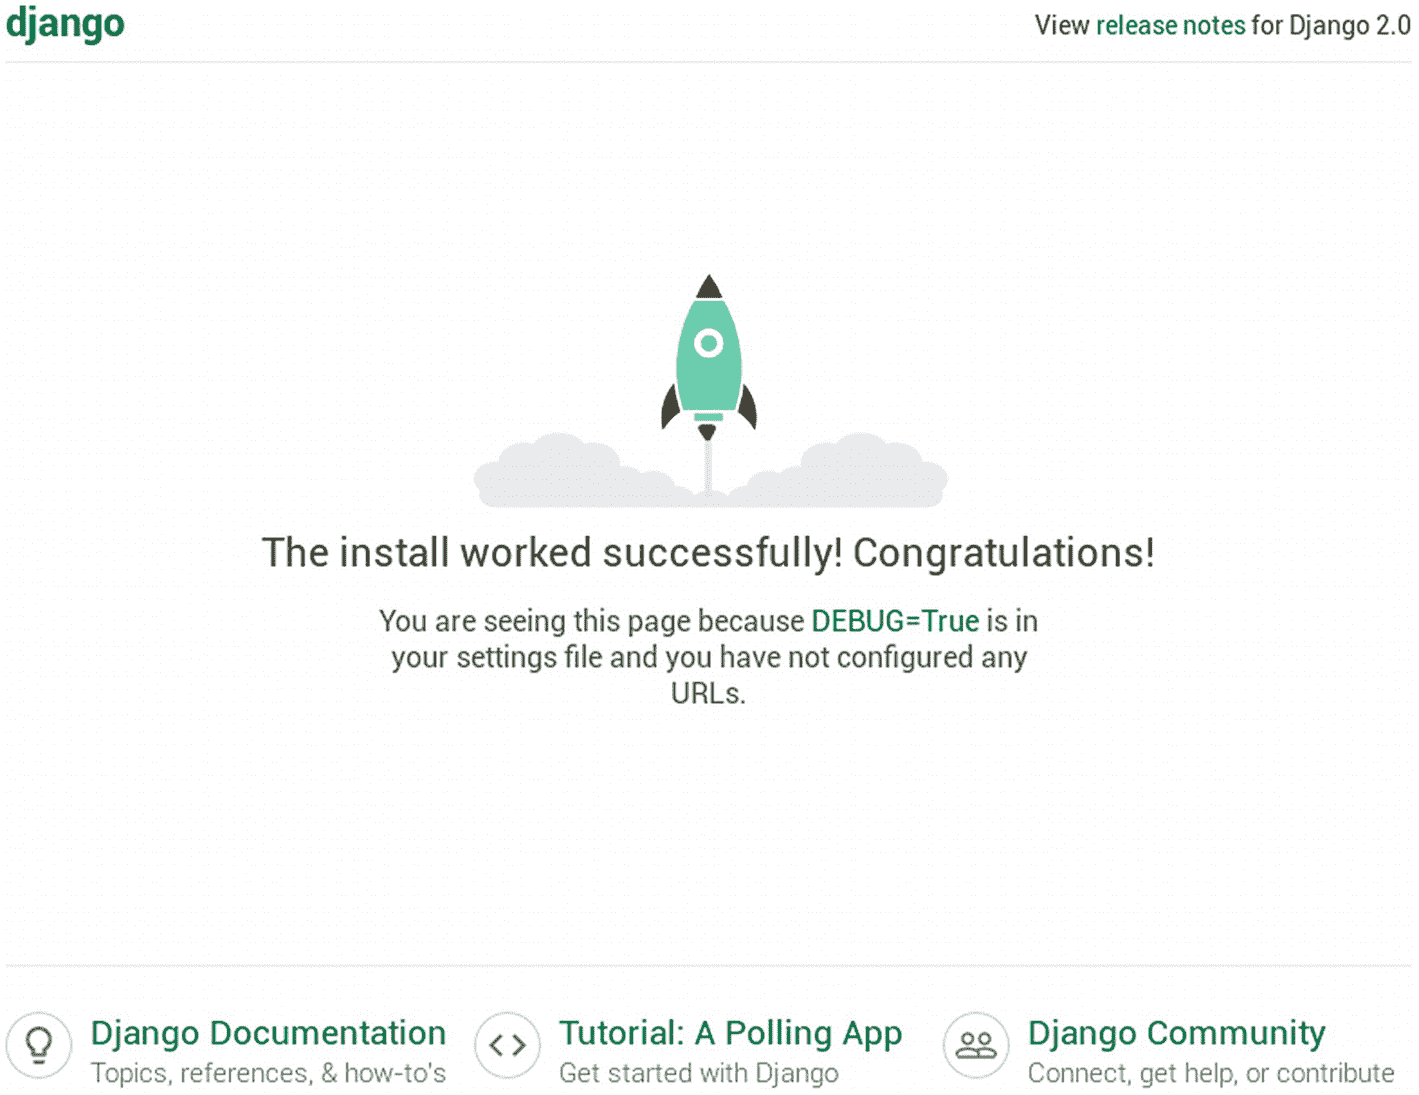 django
View release notes for Django 2.0
The install worked successfully! Congratulations!
You are seeing this page because DEBUG=True is in
your settings file and you have not configured any
URLs.
Django Documentation
Topics, references, & how-to's
Tutorial: A Polling App
Get started with Django
Django Community
Connect, get help, or contribute